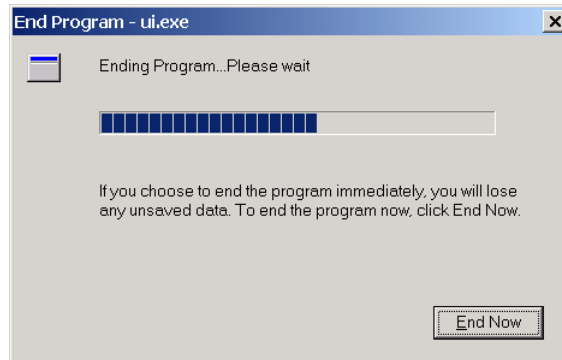 End Program - ui.exe
Ending Program...Please wait
If you choose to end the program immediately, you will lose
any unsaved data. To end the program now, click End Now.
End Now